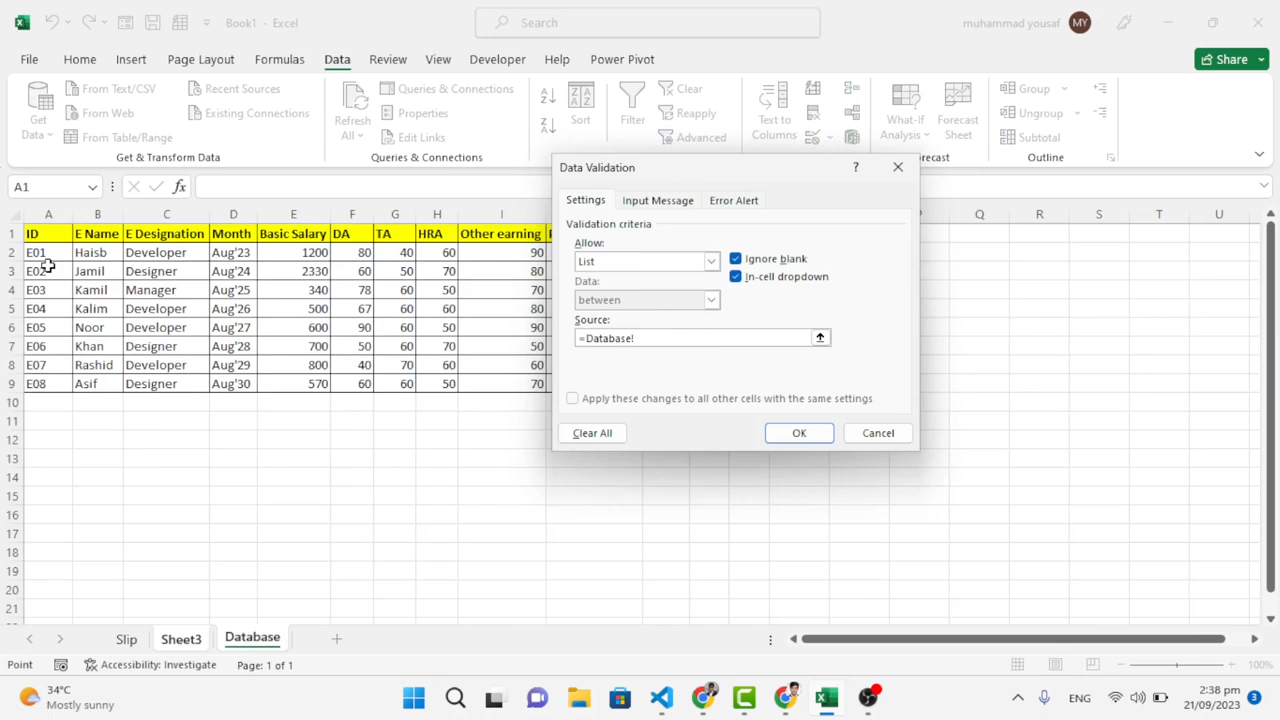 Book1 - Excel
Search
muhammad yousaf
MY
File Home Insert Page Layout Formulas Data Review View Developer Help Power Pivot
Share
Get Data
From Text/CSV
From Web
From Table/Range
Recent Sources
Existing Connections
Get & Transform Data
Refresh All
Queries & Connections
Properties
Edit Links
Queries & Connections
Sort
Filter
Clear
Reapply
Advanced
Text to Columns
What-If Analysis
Forecast Sheet
Group
Ungroup
Subtotal
Outline
A1
fx
A B C D E F G H I Q R S T U
1 ID E Name E Designation Month Basic Salary DA TA HRA Other earning
2 E01 Haisb Developer Aug'23 1200 80 40 60 90
3 E02 Jamil Designer Aug'24 2330 60 50 70 80
4 E03 Kamil Manager Aug'25 340 78 60 50 70
5 E04 Kalim Developer Aug'26 500 67 60 60 80
6 E05 Noor Developer Aug'27 600 90 60 50 90
7 E06 Khan Designer Aug'28 700 50 60 70 50
8 E07 Rashid Developer Aug'29 800 40 70 60 60
9 E08 Asif Designer Aug'30 570 60 60 50 70
10
11
12
13
14
15
16
17
18
19
20
21
Data Validation
?
Settings Input Message Error Alert
Validation criteria
Allow:
List
Ignore blank
In-cell dropdown
Data:
between
Source:
=Database!
Apply these changes to all other cells with the same settings
Clear All OK Cancel
Slip Sheet3 Database
Point Accessibility: Investigate Page: 1 of 1 100%
34°C
Mostly sunny
ENG
2:38 pm
21/09/2023
3